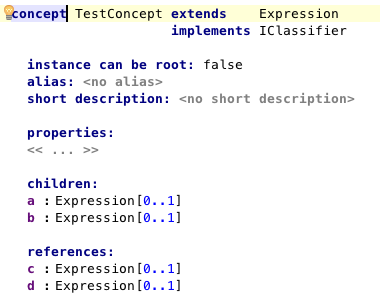 concept TestConcept extends Expression
implements IClassifier
instance can be root: false
alias: <no alias>
short description: <no short description>
properties:
<< ... >>
children:
a : Expression[0..1]
b : Expression[0..1]
references:
c : Expression[0..1]
d : Expression[0..1]